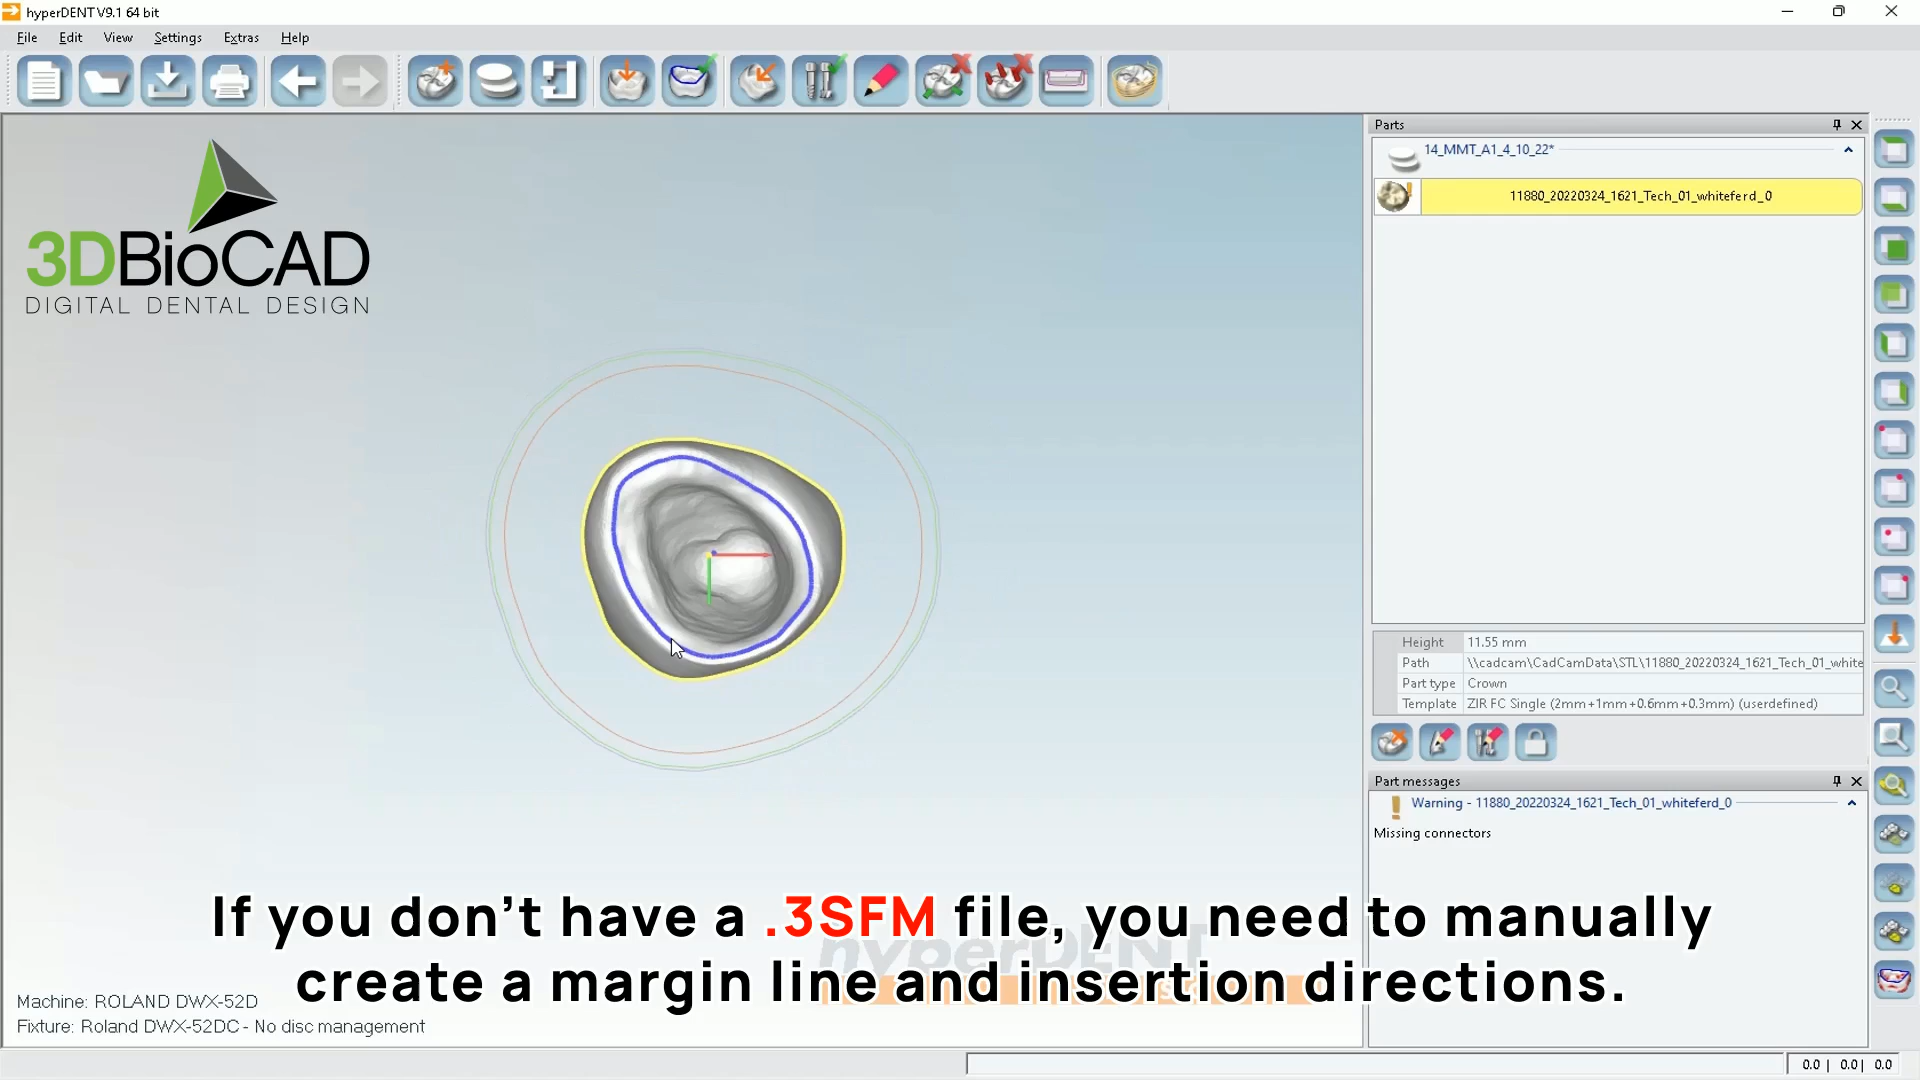 hyperDENT V9.1 64 bit
File Edit View Settings Extras Help
3DBioCAD
DIGITAL DENTAL DESIGN
Parts
14_MMT_A1_4_10_22*
11880_20220324_1621_Tech_01_whiteferd_0
Height 11.55 mm
Path \\cadcam\CadCamData\STL\11880_20220324_1621_Tech_01_white
Part type Crown
Template ZIR FC Single (2mm+1mm+0.6mm+0.3mm) (userdefined)
Part messages
Warning - 11880_20220324_1621_Tech_01_whiteferd_0
Missing connectors
hyperDENT
If you don't have a .3SFM file, you need to manually
create a margin line and insertion directions.
Machine: ROLAND DWX-52D
Fixture: Roland DWX-52DC - No disc management
0.0 | 0.0 | 0.0